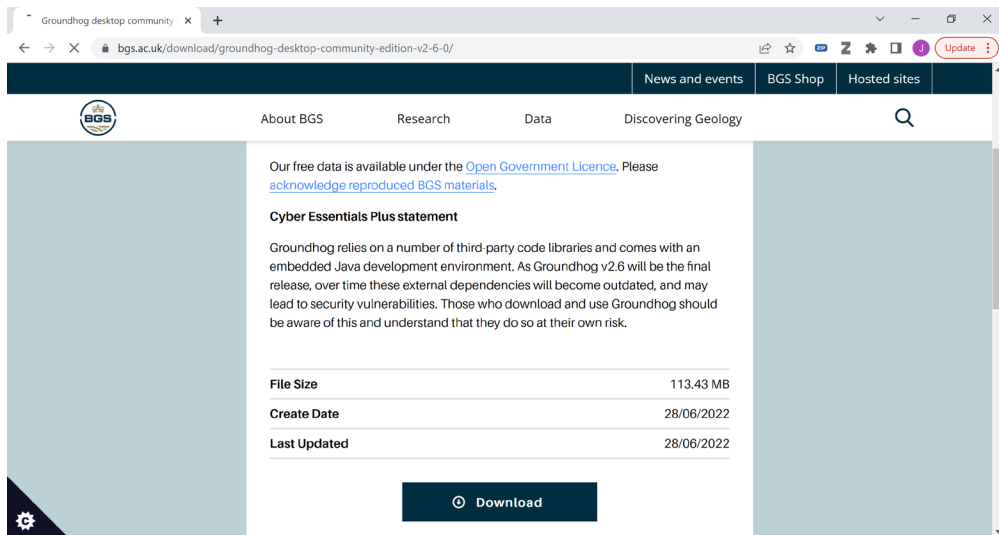 Groundhog desktop community
bgs.ac.uk/download/groundhog-desktop-community-edition-v2-6-0/
ZIP
Z
J
Update
News and events
BGS Shop
Hosted sites
BGS
About BGS
Research
Data
Discovering Geology
Our free data is available under the Open Government Licence. Please
acknowledge reproduced BGS materials.
Cyber Essentials Plus statement
Groundhog relies on a number of third-party code libraries and comes with an
embedded Java development environment. As Groundhog v2.6 will be the final
release, over time these external dependencies will become outdated, and may
lead to security vulnerabilities. Those who download and use Groundhog should
be aware of this and understand that they do so at their own risk.
File Size 113.43 MB
Create Date 28/06/2022
Last Updated 28/06/2022
Download
C